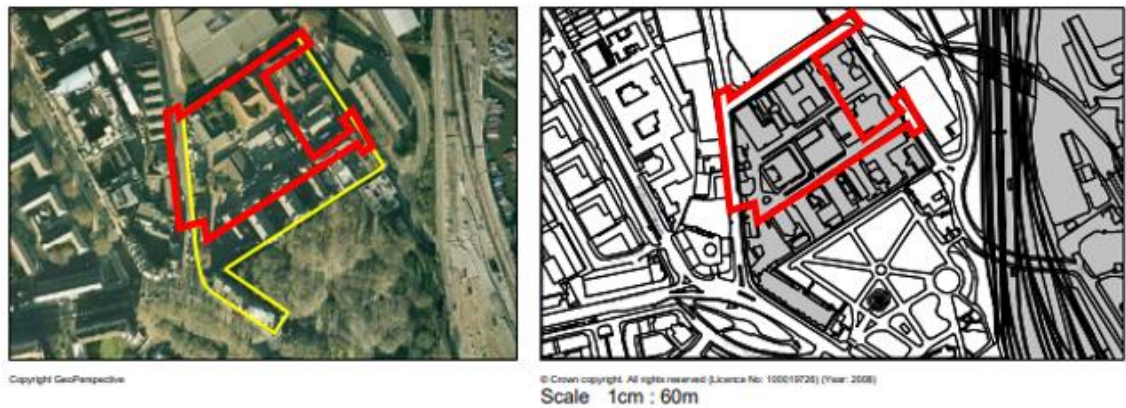 Copyright GeoPerspective
© Crown copyright. All rights reserved (Licence No: 100019726) (Year: 2008)
Scale 1cm : 60m